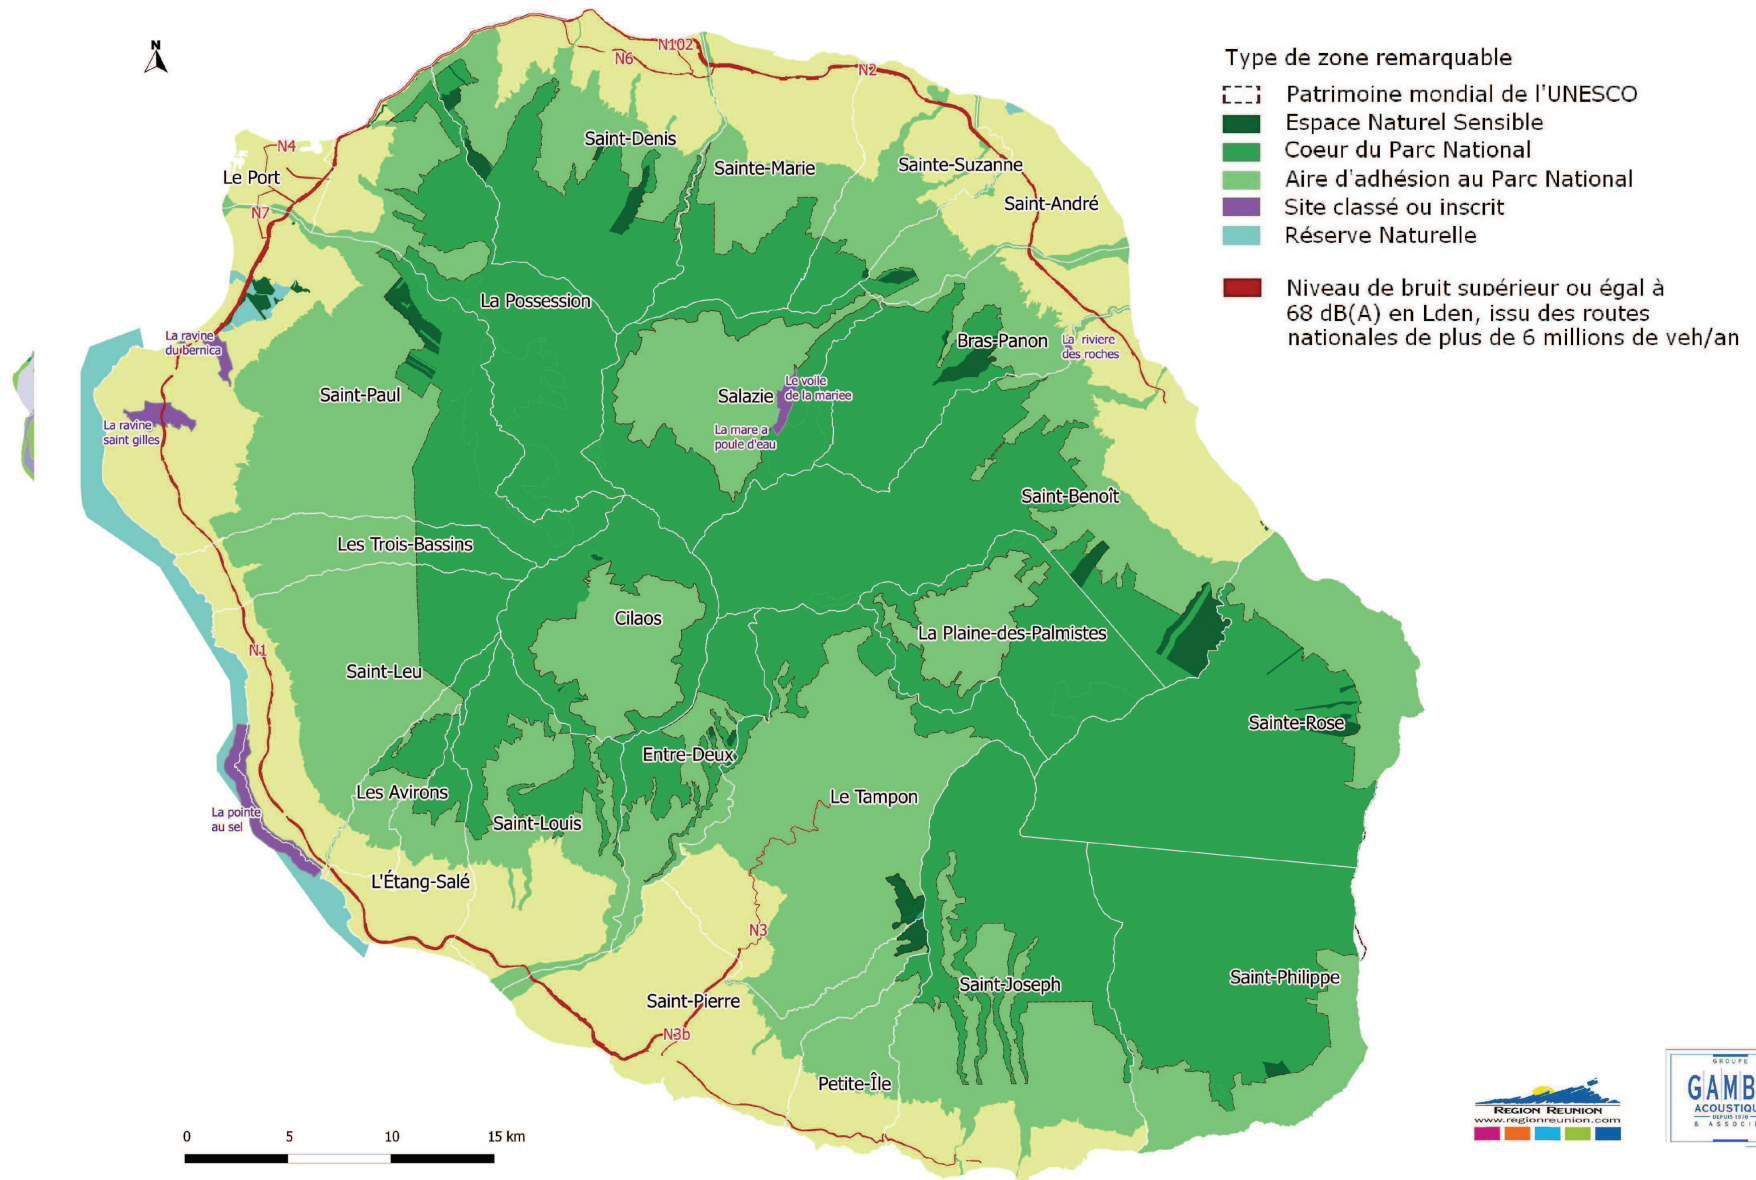 N
N102
N6
N2
Type de zone remarquable
Patrimoine mondial de l'UNESCO
Espace Naturel Sensible
Coeur du Parc National
Aire d'adhésion au Parc National
Site classé ou inscrit
Réserve Naturelle
Niveau de bruit supérieur ou égal à
68 dB(A) en Lden, issu des routes
nationales de plus de 6 millions de veh/an
N4
Le Port
N7
Saint-Denis
Sainte-Marie
Sainte-Suzanne
Saint-André
La Possession
La ravine
du bernica
Bras-Panon
La riviere
des roches
Saint-Paul
Salazie
Le voile
de la mariee
La mare a
poule d'eau
La ravine
saint gilles
Saint-Benoît
Les Trois-Bassins
Cilaos
La Plaine-des-Palmistes
N1
Saint-Leu
Sainte-Rose
Entre-Deux
Les Avirons
Le Tampon
La pointe
au sel
Saint-Louis
L'Étang-Salé
N3
Saint-Philippe
Saint-Joseph
Saint-Pierre
N3b
Petite-Île
0 5 10 15 km
REGION REUNION
www.regionreunion.com
GROUPE
GAMB
ACOUSTIQU
DEPUIS 1976
& ASSOCI